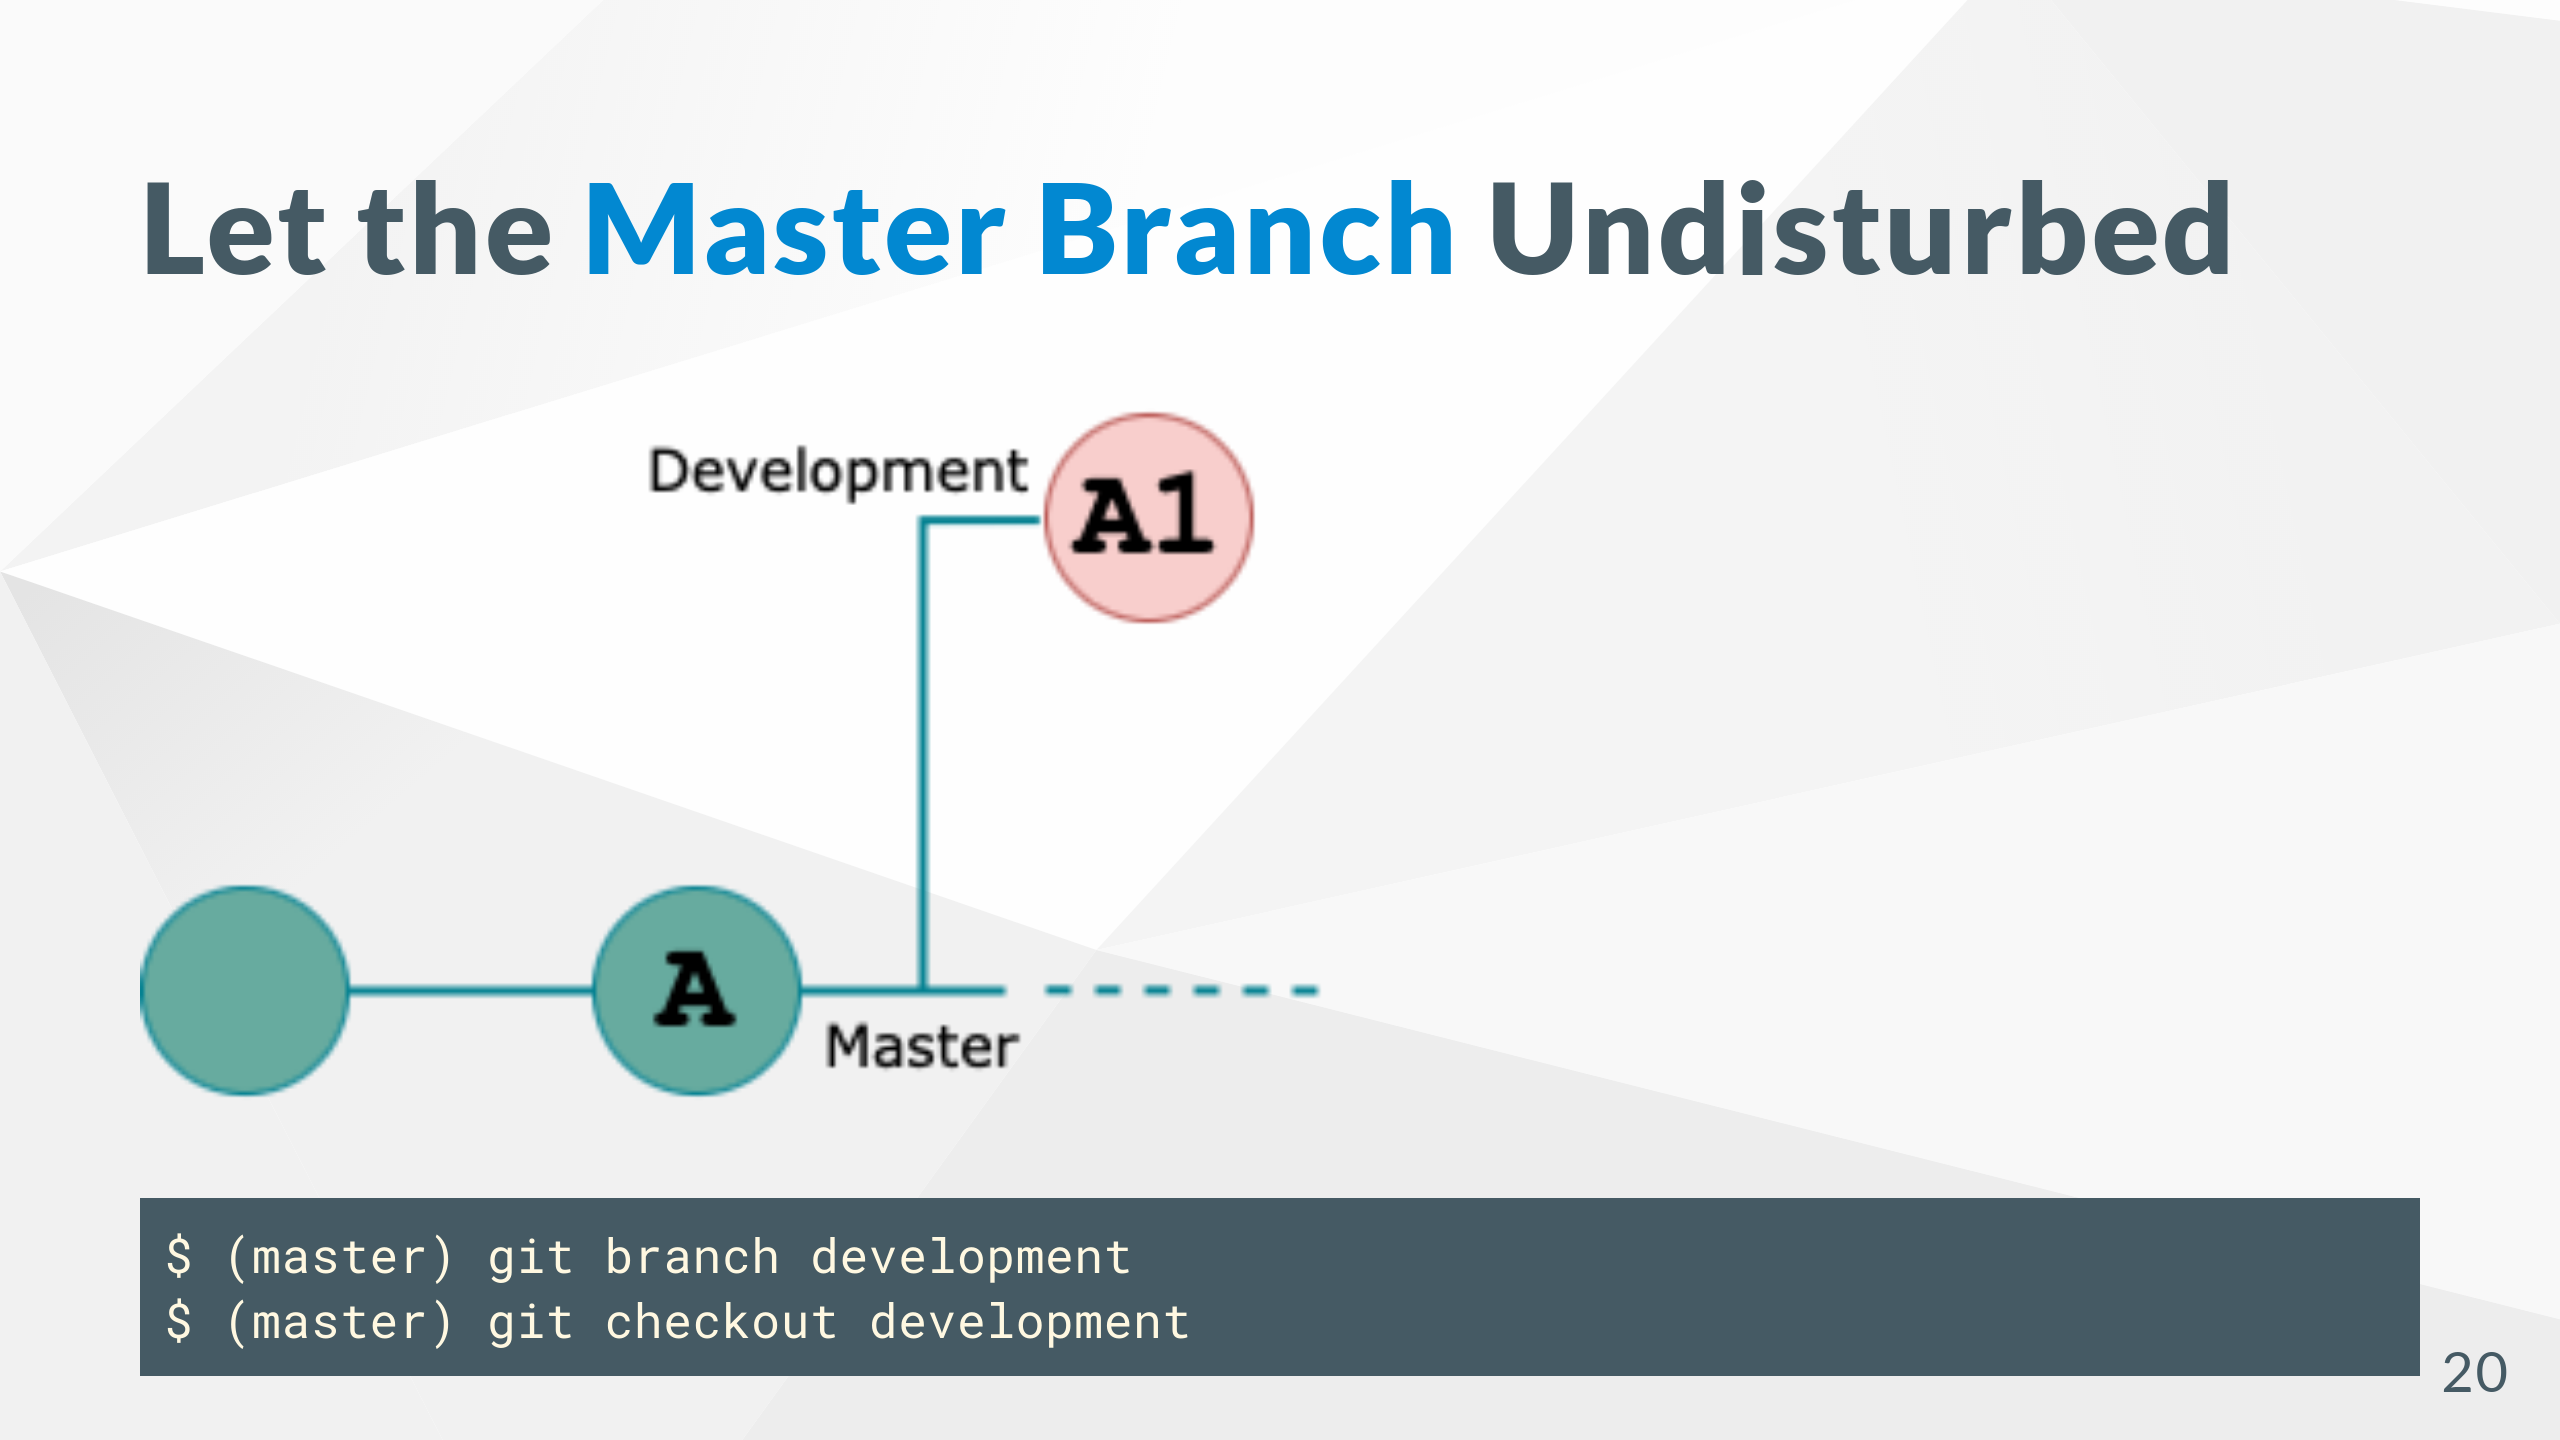 Let the Master Branch Undisturbed
Development
A1
A
Master
$ (master) git branch development
$ (master) git checkout development
20